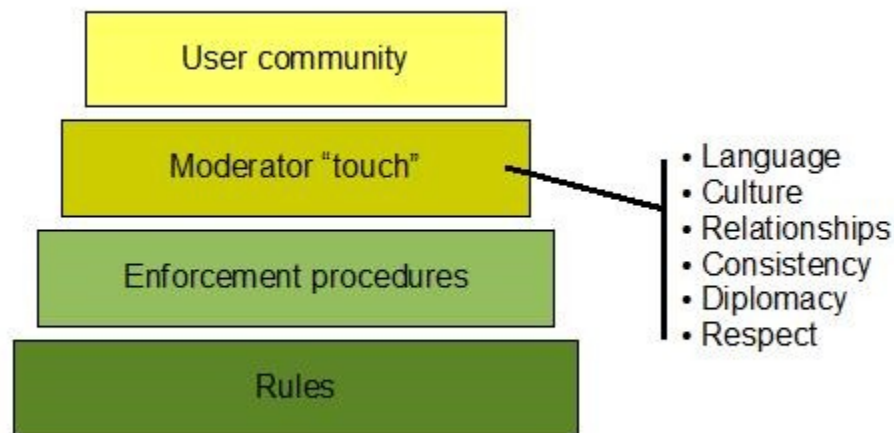 User community
Moderator “touch”
Enforcement procedures
Rules
• Language
• Culture
• Relationships
• Consistency
• Diplomacy
• Respect